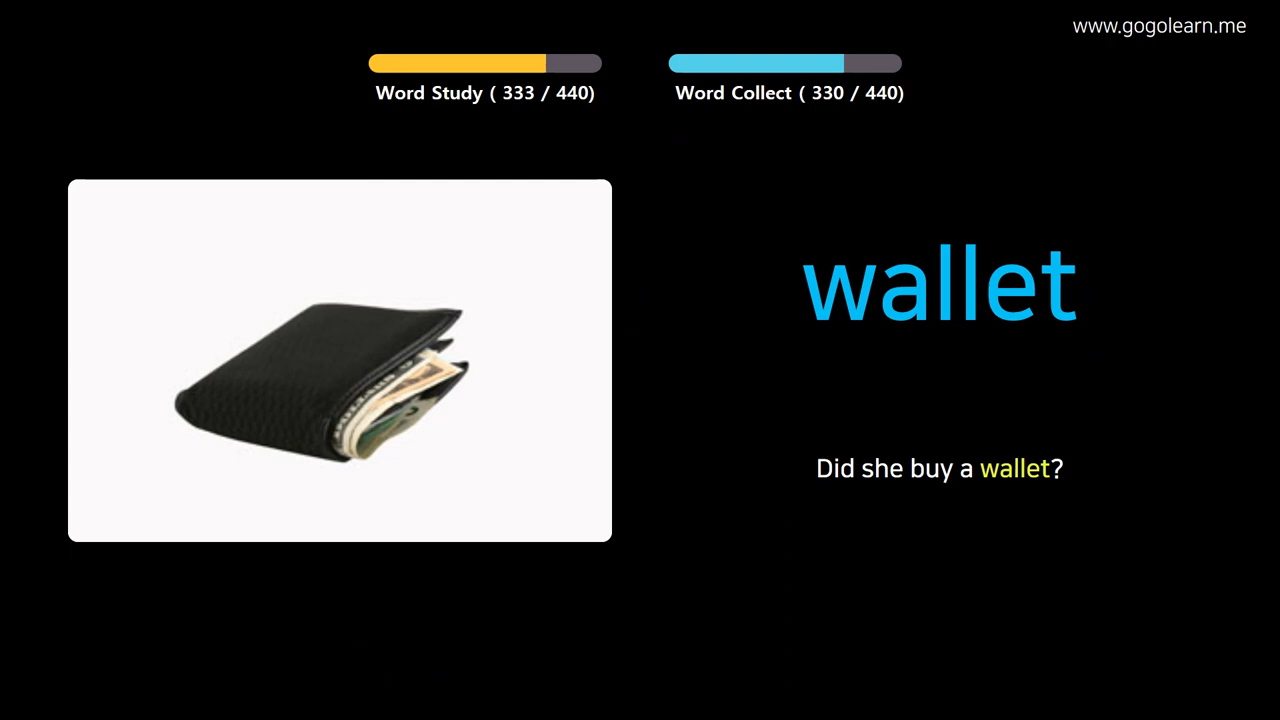 www.gogolearn.me
Word Study ( 333 / 440)
Word Collect ( 330 / 440)
wallet
Did she buy a wallet?